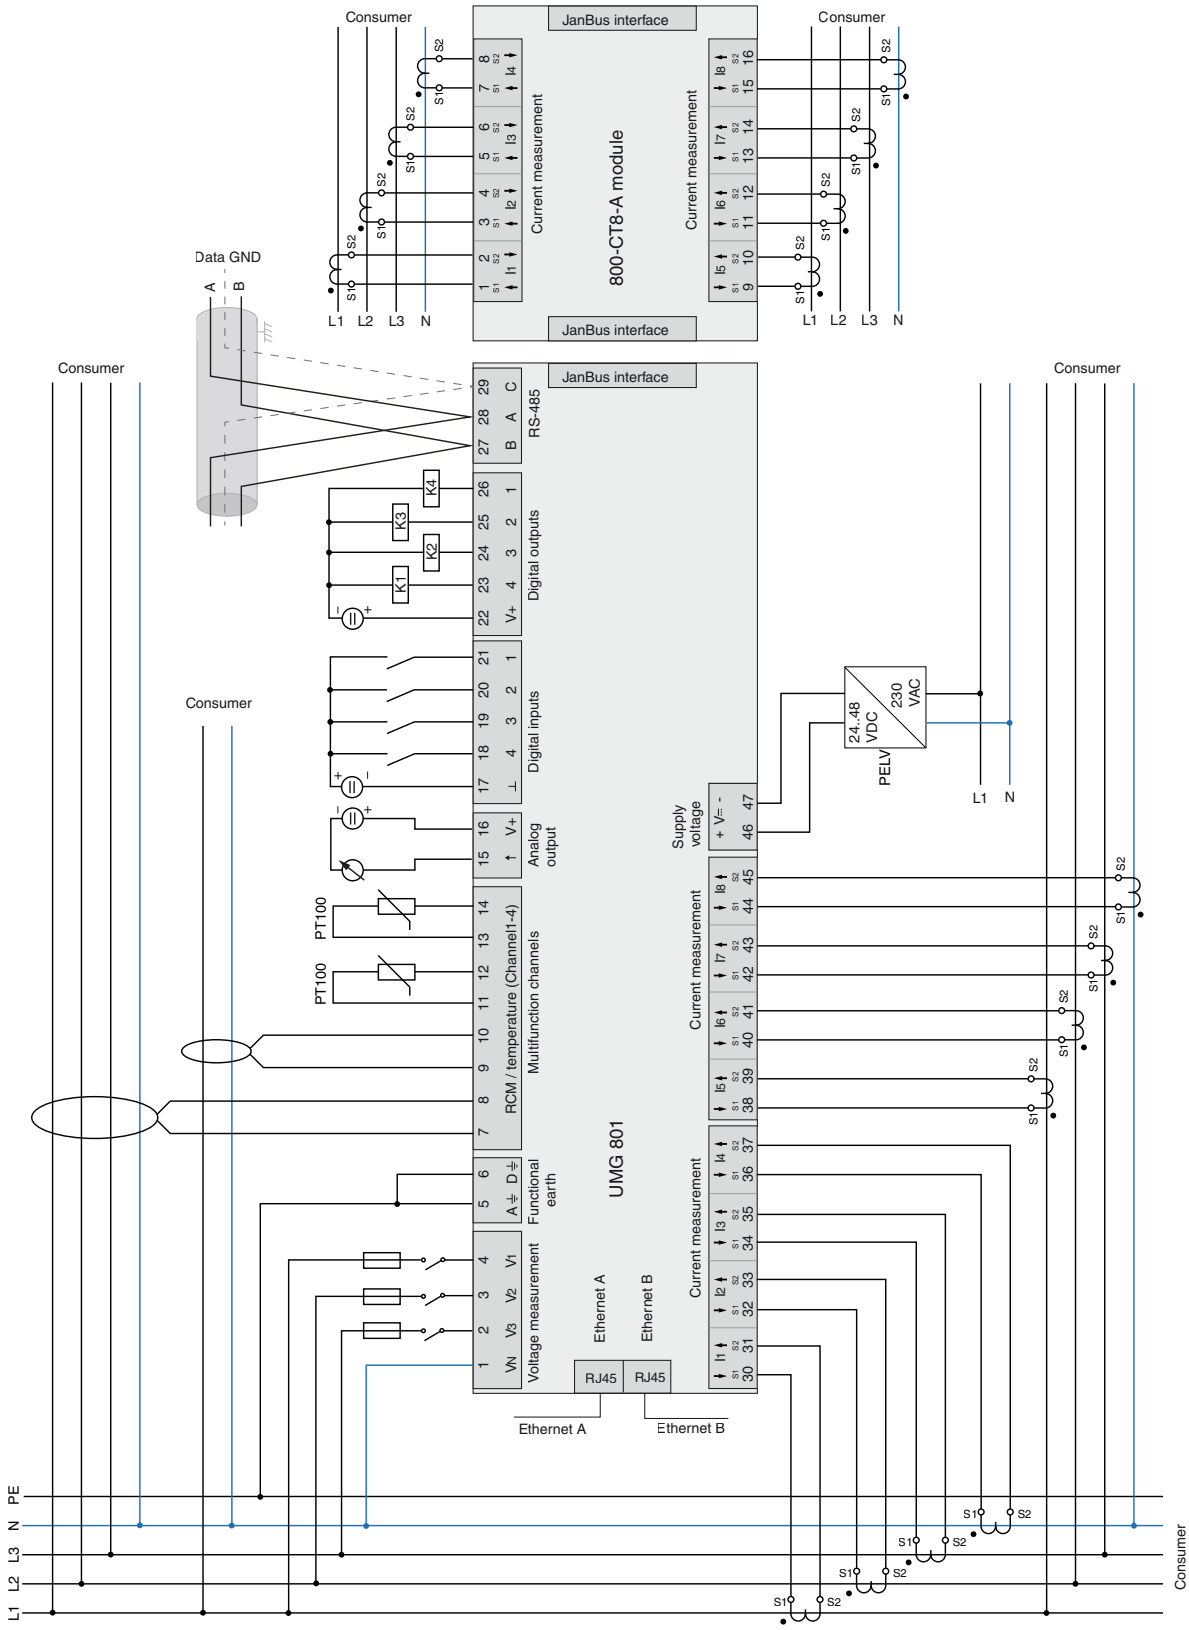 Consumer
Consumer
JanBus interface
8 S2 I4
7 S1
6 S2 I3
5 S1
4 S2 I2
3 S1
2 S2 I1
1 S1
Current measurement
800-CT8-A module
Current measurement
16 S2 I8
15 S1
14 S2 I7
13 S1
12 S2 I6
11 S1
10 S2 I5
9 S1
S2
S1
S2
S1
S2
S1
S2
S1
S2
S1
S2
S1
S2
S1
S2
S1
L1 L2 L3 N
L1 L2 L3 N
JanBus interface
Data GND
A
B
Consumer
JanBus interface
Consumer
29 C
28 A
27 B
RS-485
26 1
25 2
24 3
23 4
22 V+
Digital outputs
K4
K3
K2
K1
- +
21 1
20 2
19 3
18 4
17 ⊥
Digital inputs
+ -
Consumer
- +
16 V+
15 ↑
Analog output
PT100
PT100
14
13
12
11
10
9
8
7
RCM / temperature (Channel1-4)
Multifunction channels
6 D
5 A
Functional earth
4 V1
3 V2
2 V3
1 VN
Voltage measurement
UMG 801
Ethernet A
Ethernet B
RJ45
RJ45
Ethernet A
Ethernet B
230 VAC
24..48 VDC
PELV
L1 N
Supply voltage
47 -
V=
46 +
Current measurement
45 S2 I8
44 S1
43 S2 I7
42 S1
41 S2 I6
40 S1
39 S2 I5
38 S1
Current measurement
37 S2 I4
36 S1
35 S2 I3
34 S1
33 S2 I2
32 S1
31 S2 I1
30 S1
S2
S1
S2
S1
S2
S1
S2
S1
S1 S2
S1 S2
S1 S2
S1 S2
PE
N
L3
L2
L1
Consumer